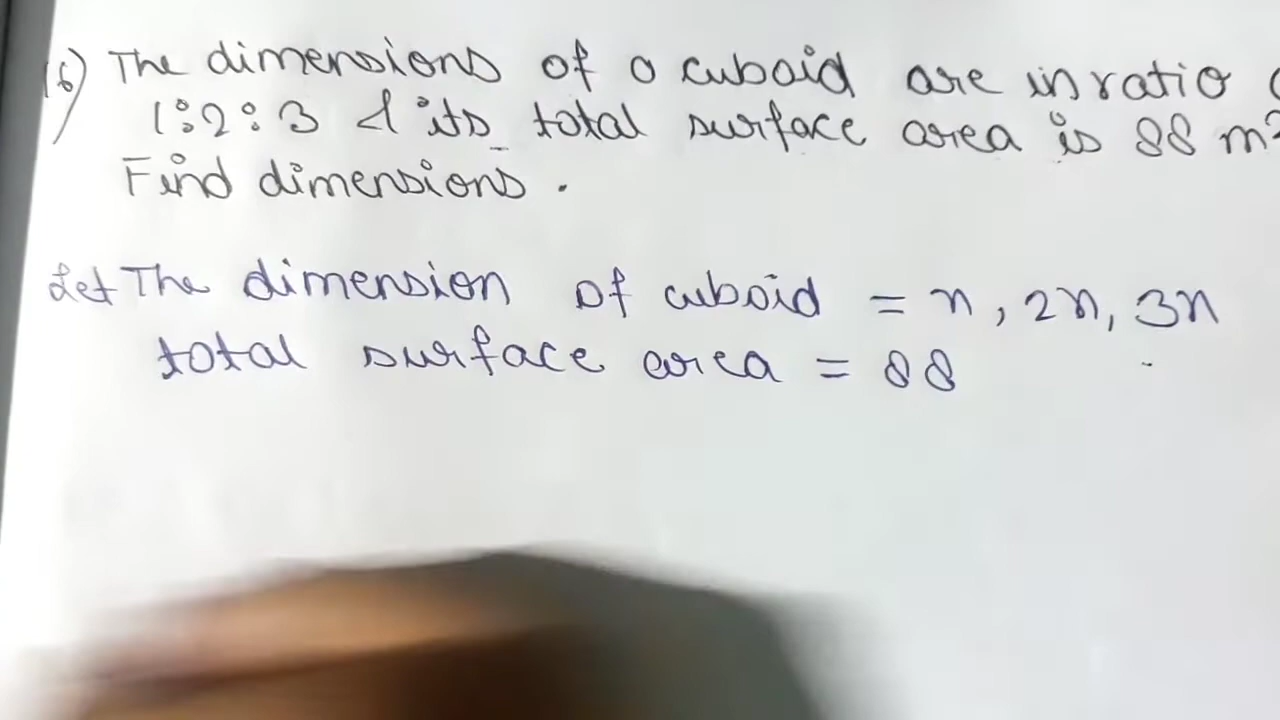 16) The dimensions of a cuboid are in ratio
1:2:3 & its total surface area is 88 m²
Find dimensions.
Let The dimension of cuboid = x, 2x, 3x
total surface area = 88